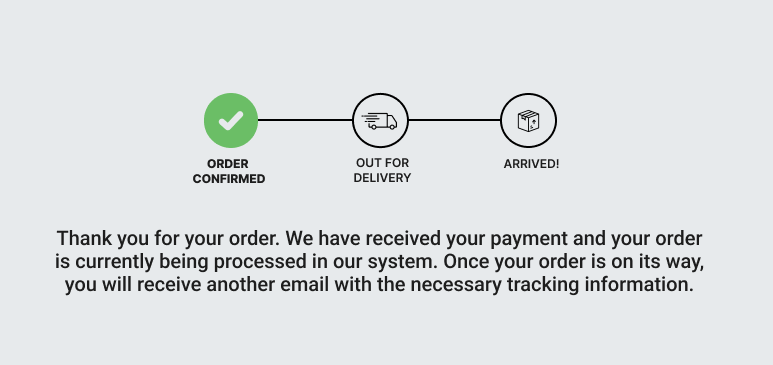 ORDER
CONFIRMED
OUT FOR
DELIVERY
ARRIVED!
Thank you for your order. We have received your payment and your order
is currently being processed in our system. Once your order is on its way,
you will receive another email with the necessary tracking information.